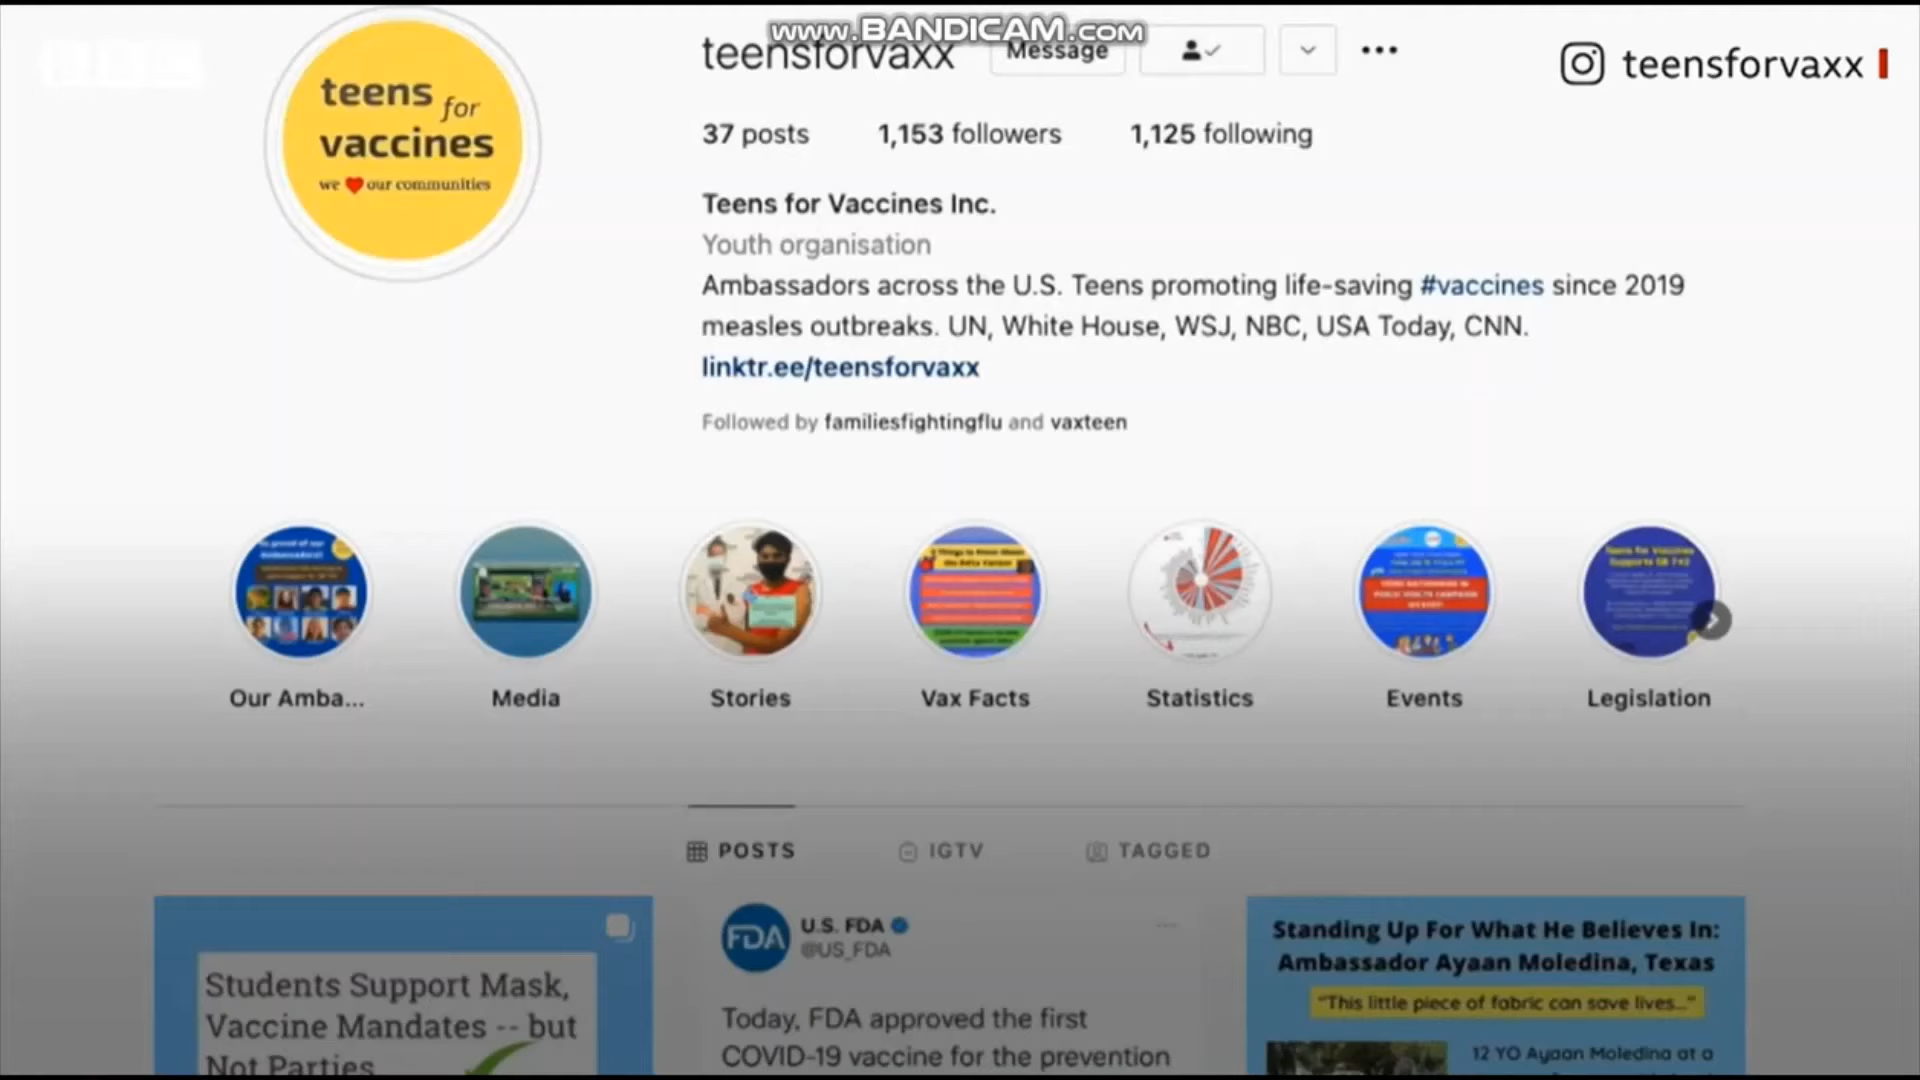 www.BANDICAM.com
teensforvaxx
Message
teensforvaxx
teens for
vaccines
we our communities
37 posts
1,153 followers
1,125 following
Teens for Vaccines Inc.
Youth organisation
Ambassadors across the U.S. Teens promoting life-saving #vaccines since 2019
measles outbreaks. UN, White House, WSJ, NBC, USA Today, CNN.
linktr.ee/teensforvaxx
Followed by familiesfightingflu and vaxteen
Our Amba...
Media
Stories
Vax Facts
Statistics
Events
Legislation
POSTS
IGTV
TAGGED
Students Support Mask,
Vaccine Mandates -- but
Not Parties
FDA
U.S. FDA
@US_FDA
Today, FDA approved the first
COVID-19 vaccine for the prevention
Standing Up For What He Believes In:
Ambassador Ayaan Moledina, Texas
"This little piece of fabric can save lives..."
12 YO Ayaan Moledina at a